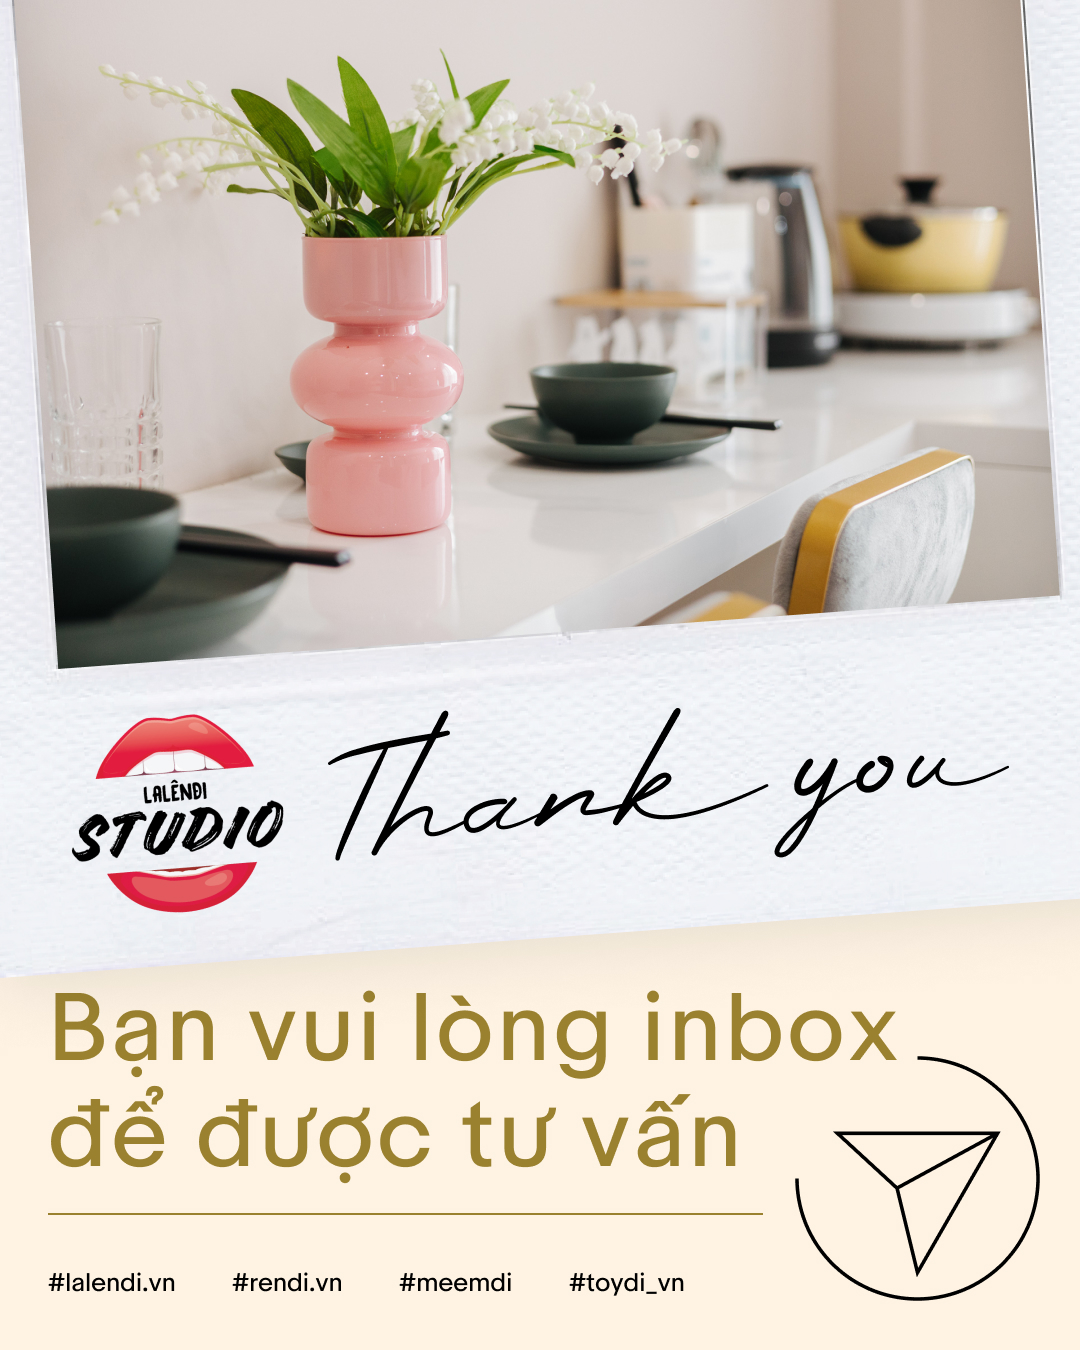 LALÊNDI
STUDIO
Thank you
Bạn vui lòng inbox
để được tư vấn
#lalendi.vn #rendi.vn #meemdi #toydi_vn